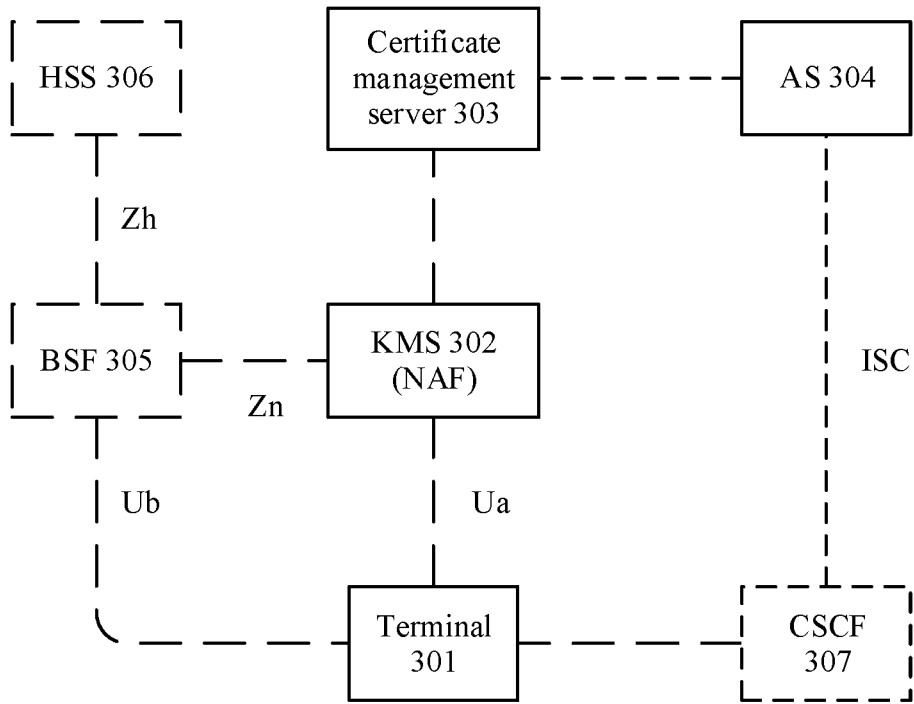 HSS 306
Certificate
management
server 303
AS 304
Zh
BSF 305
KMS 302
(NAF)
ISC
Zn
Ub
Ua
Terminal
301
CSCF
307